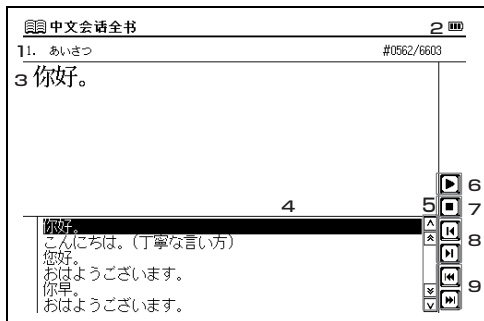 中文会话全书 2
1 1. あいさつ #0562/6603
3 你好。
6
4 5 7
你好。
こんにちは。(丁寧な言い方) 8
您好。
おはようございます。 9
你早。
おはようございます。